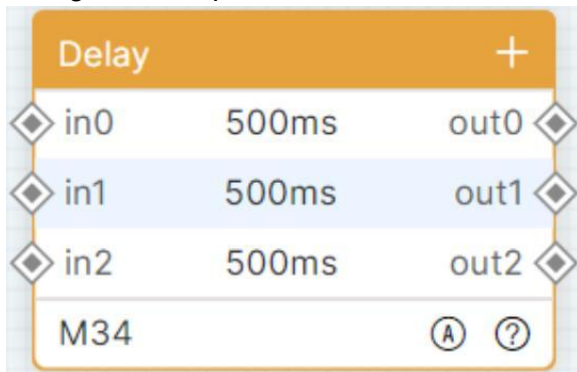 Delay +
in0 500ms out0
in1 500ms out1
in2 500ms out2
M34 A ?